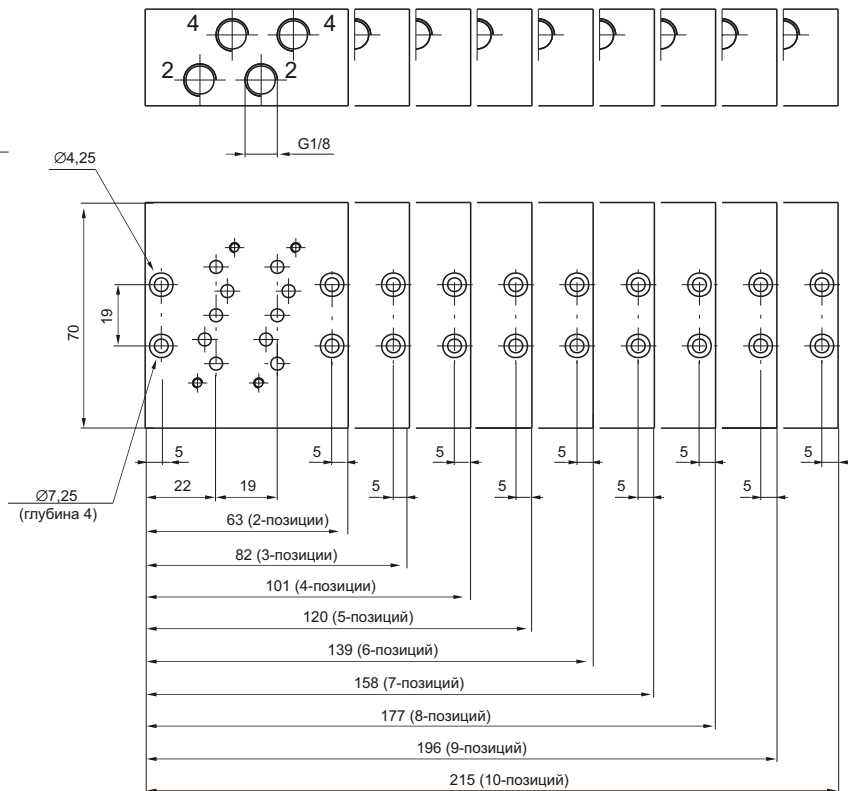 4 4
2 2
G1/8
Ø4,25
70
19
5 5 5 5 5 5
5 5 5 5
22 19
Ø7,25
(глубина 4)
63 (2-позиции)
82 (3-позиции)
101 (4-позиции)
120 (5-позиций)
139 (6-позиций)
158 (7-позиций)
177 (8-позиций)
196 (9-позиций)
215 (10-позиций)